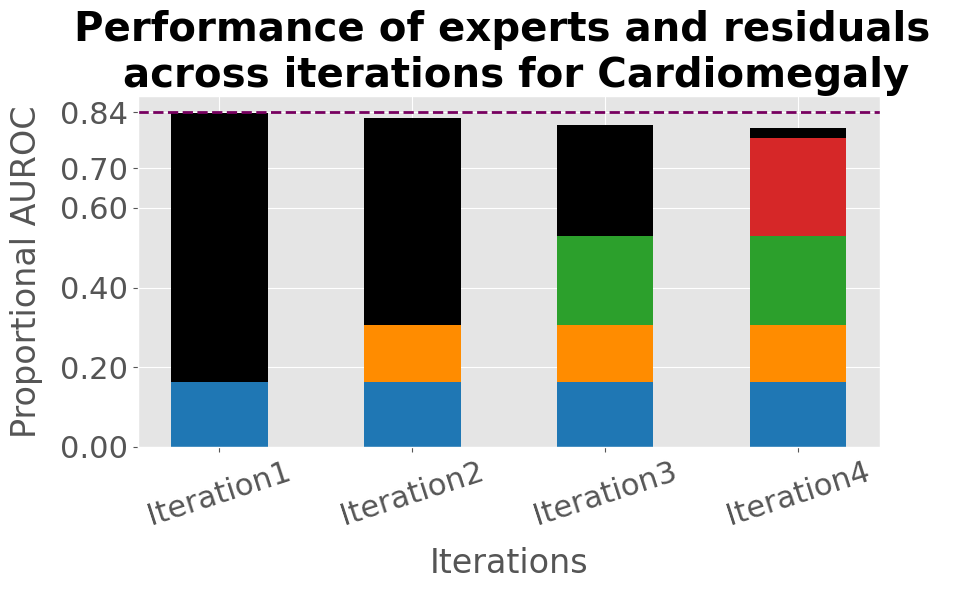 Performance of experts and residuals
across iterations for Cardiomegaly
Proportional AUROC
0.84
0.70
0.60
0.40
0.20
0.00
Iteration1
Iteration2
Iteration3
Iteration4
Iterations